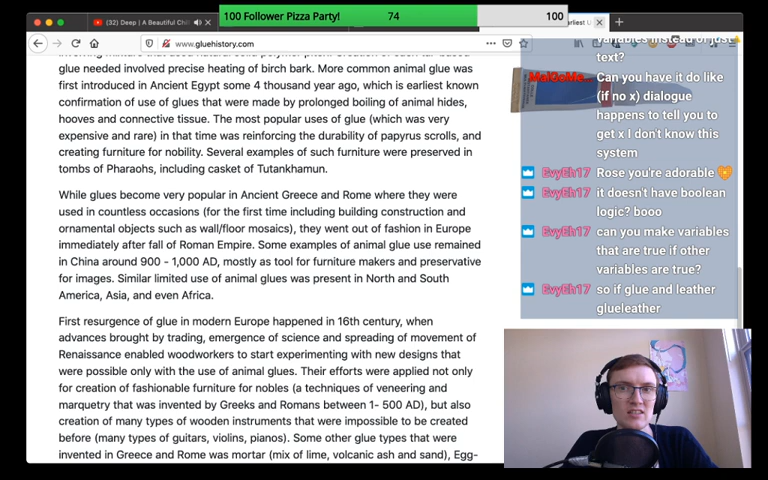 100 Follower Pizza Party!
74
100
32) Deep | A Beautiful Chil
arliest U
www.gluehistory.com
glue needed involved precise heating of birch bark. More common animal glue was
first introduced in Ancient Egypt some 4 thousand year ago, which is earliest known
confirmation of use of glues that were made by prolonged boiling of animal hides,
hooves and connective tissue. The most popular uses of glue (which was very
expensive and rare) in that time was reinforcing the durability of papyrus scrolls, and
creating furniture for nobility. Several examples of such furniture were preserved in
tombs of Pharaohs, including casket of Tutankhamun.
While glues become very popular in Ancient Greece and Rome where they were
used in countless occasions (for the first time including building construction and
ornamental objects such as wall/floor mosaics), they went out of fashion in Europe
immediately after fall of Roman Empire. Some examples of animal glue use remained
in China around 900 - 1,000 AD, mostly as tool for furniture makers and preservative
for images. Similar limited use of animal glues was present in North and South
America, Asia, and even Africa.
First resurgence of glue in modern Europe happened in 16th century, when
advances brought by trading, emergence of science and spreading of movement of
Renaissance enabled woodworkers to start experimenting with new designs that
were possible only with the use of animal glues. Their efforts were applied not only
for creation of fashionable furniture for nobles (a techniques of veneering and
marquetry that was invented by Greeks and Romans between 1- 500 AD), but also
creation of many types of wooden instruments that were impossible to be created
before (many types of guitars, violins, pianos). Some other glue types that were
invented in Greece and Rome was mortar (mix of lime, volcanic ash and sand), Egg-
variables instead of just
text?
Can you have it do like
(if no x) dialogue
happens to tell you to
get x I don't know this
system
EvyEh17 Rose you're adorable
EvyEh17 it doesn't have boolean
logic? booo
EvyEh17 can you make variables
that are true if other
variables are true?
EvyEh17 so if glue and leather
glueleather